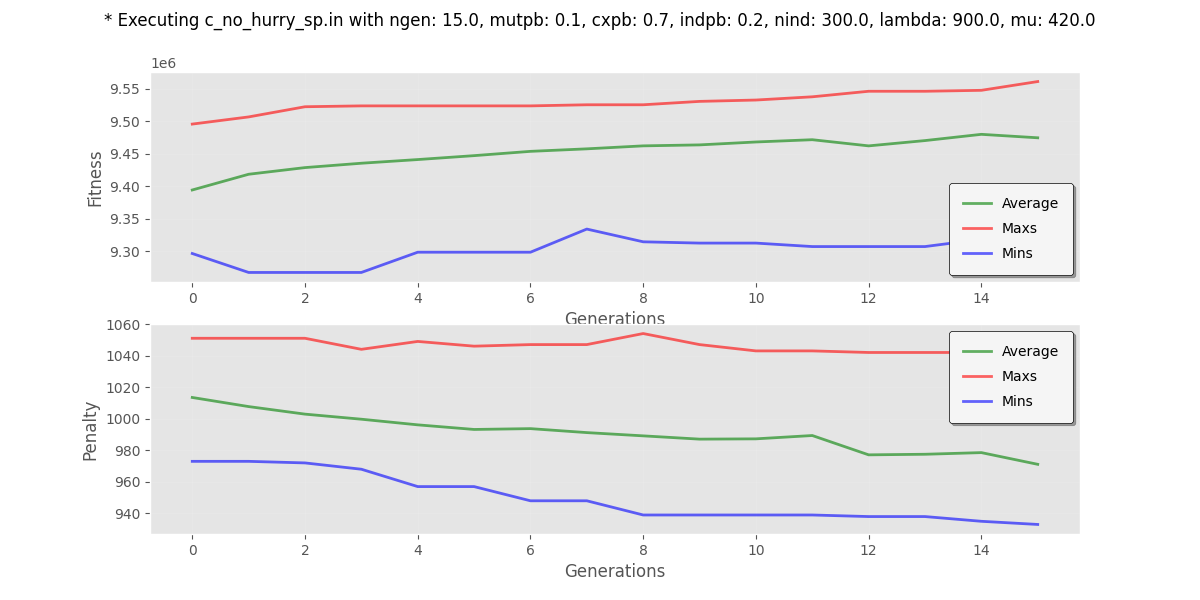 * Executing c_no_hurry_sp.in with ngen: 15.0, mutpb: 0.1, cxpb: 0.7, indpb: 0.2, nind: 300.0, lambda: 900.0, mu: 420.0
1e6
9.55
9.50
9.45
9.40
9.35
9.30
Fitness
Average
Maxs
Mins
0 2 4 6 8 10 12 14
Generations
1060
1040
1020
1000
980
960
940
Penalty
Average
Maxs
Mins
0 2 4 6 8 10 12 14
Generations